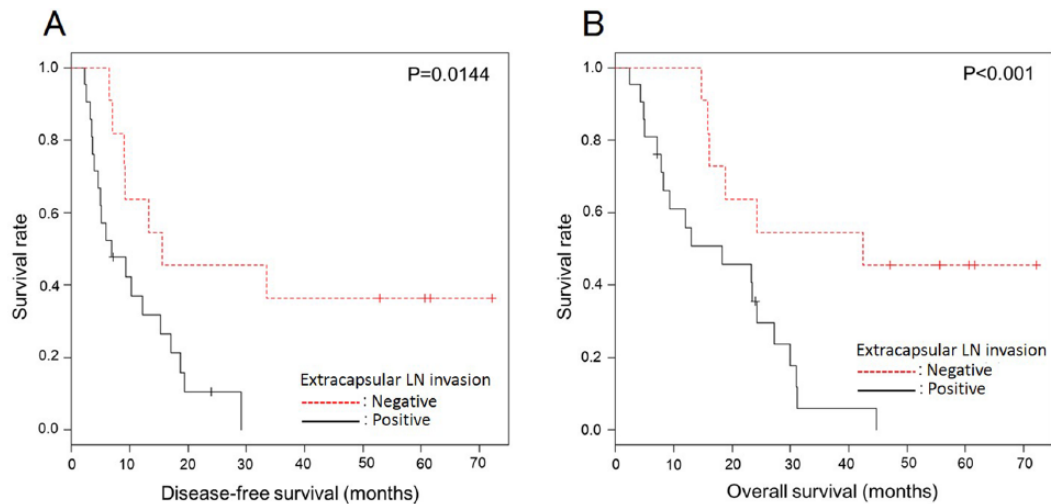 A
P=0.0144
Survival rate
1.0
0.8
0.6
0.4
0.2
0.0
Extracapsular LN invasion
: Negative
: Positive
0 10 20 30 40 50 60 70
Disease-free survival (months)
B
P<0.001
Survival rate
1.0
0.8
0.6
0.4
0.2
0.0
Extracapsular LN invasion
: Negative
: Positive
0 10 20 30 40 50 60 70
Overall survival (months)